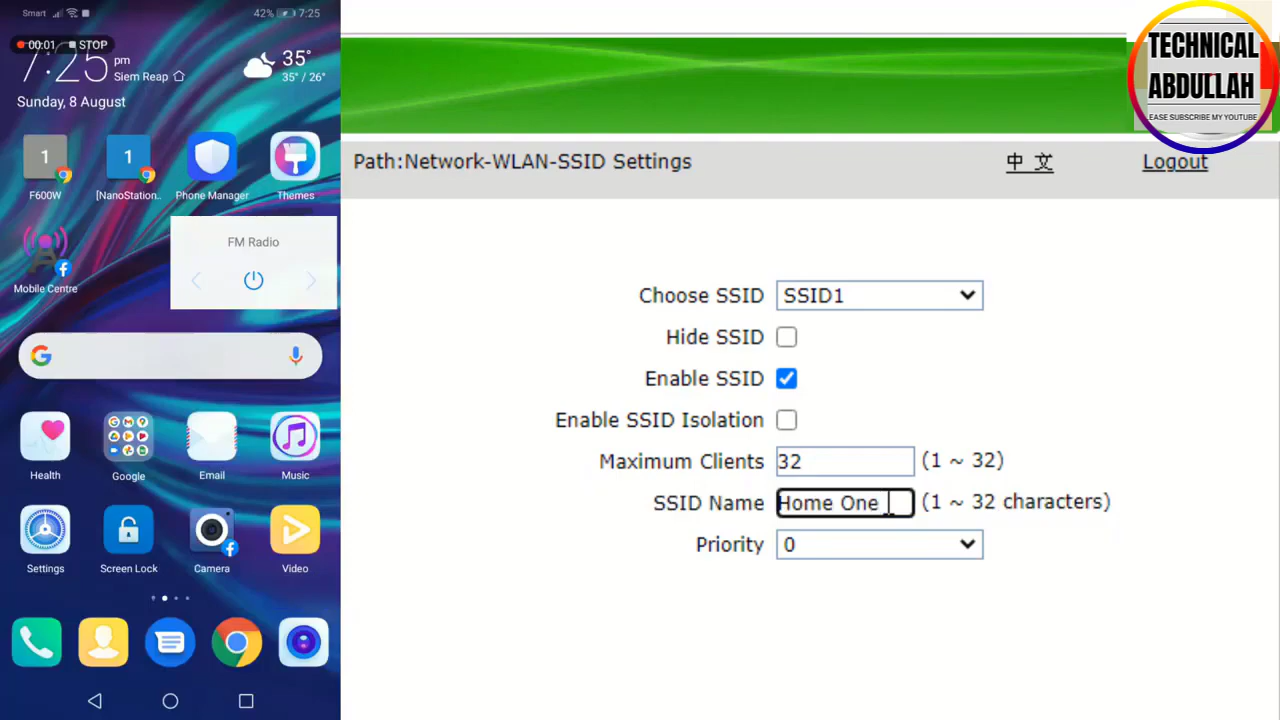 Smart 42% 7:25
00:01 STOP
7:25 pm
Siem Reap
35°
35° / 26°
Sunday, 8 August
1
1
F600W
[NanoStation..
Phone Manager
Themes
FM Radio
Mobile Centre
Health
Google
Email
Music
Settings
Screen Lock
Camera
Video
TECHNICAL
ABDULLAH
EASE SUBSCRIBE MY YOUTUBE
Path:Network-WLAN-SSID Settings
中 文
Logout
Choose SSID SSID1
Hide SSID
Enable SSID
Enable SSID Isolation
Maximum Clients 32 (1 ~ 32)
SSID Name Home One (1 ~ 32 characters)
Priority 0